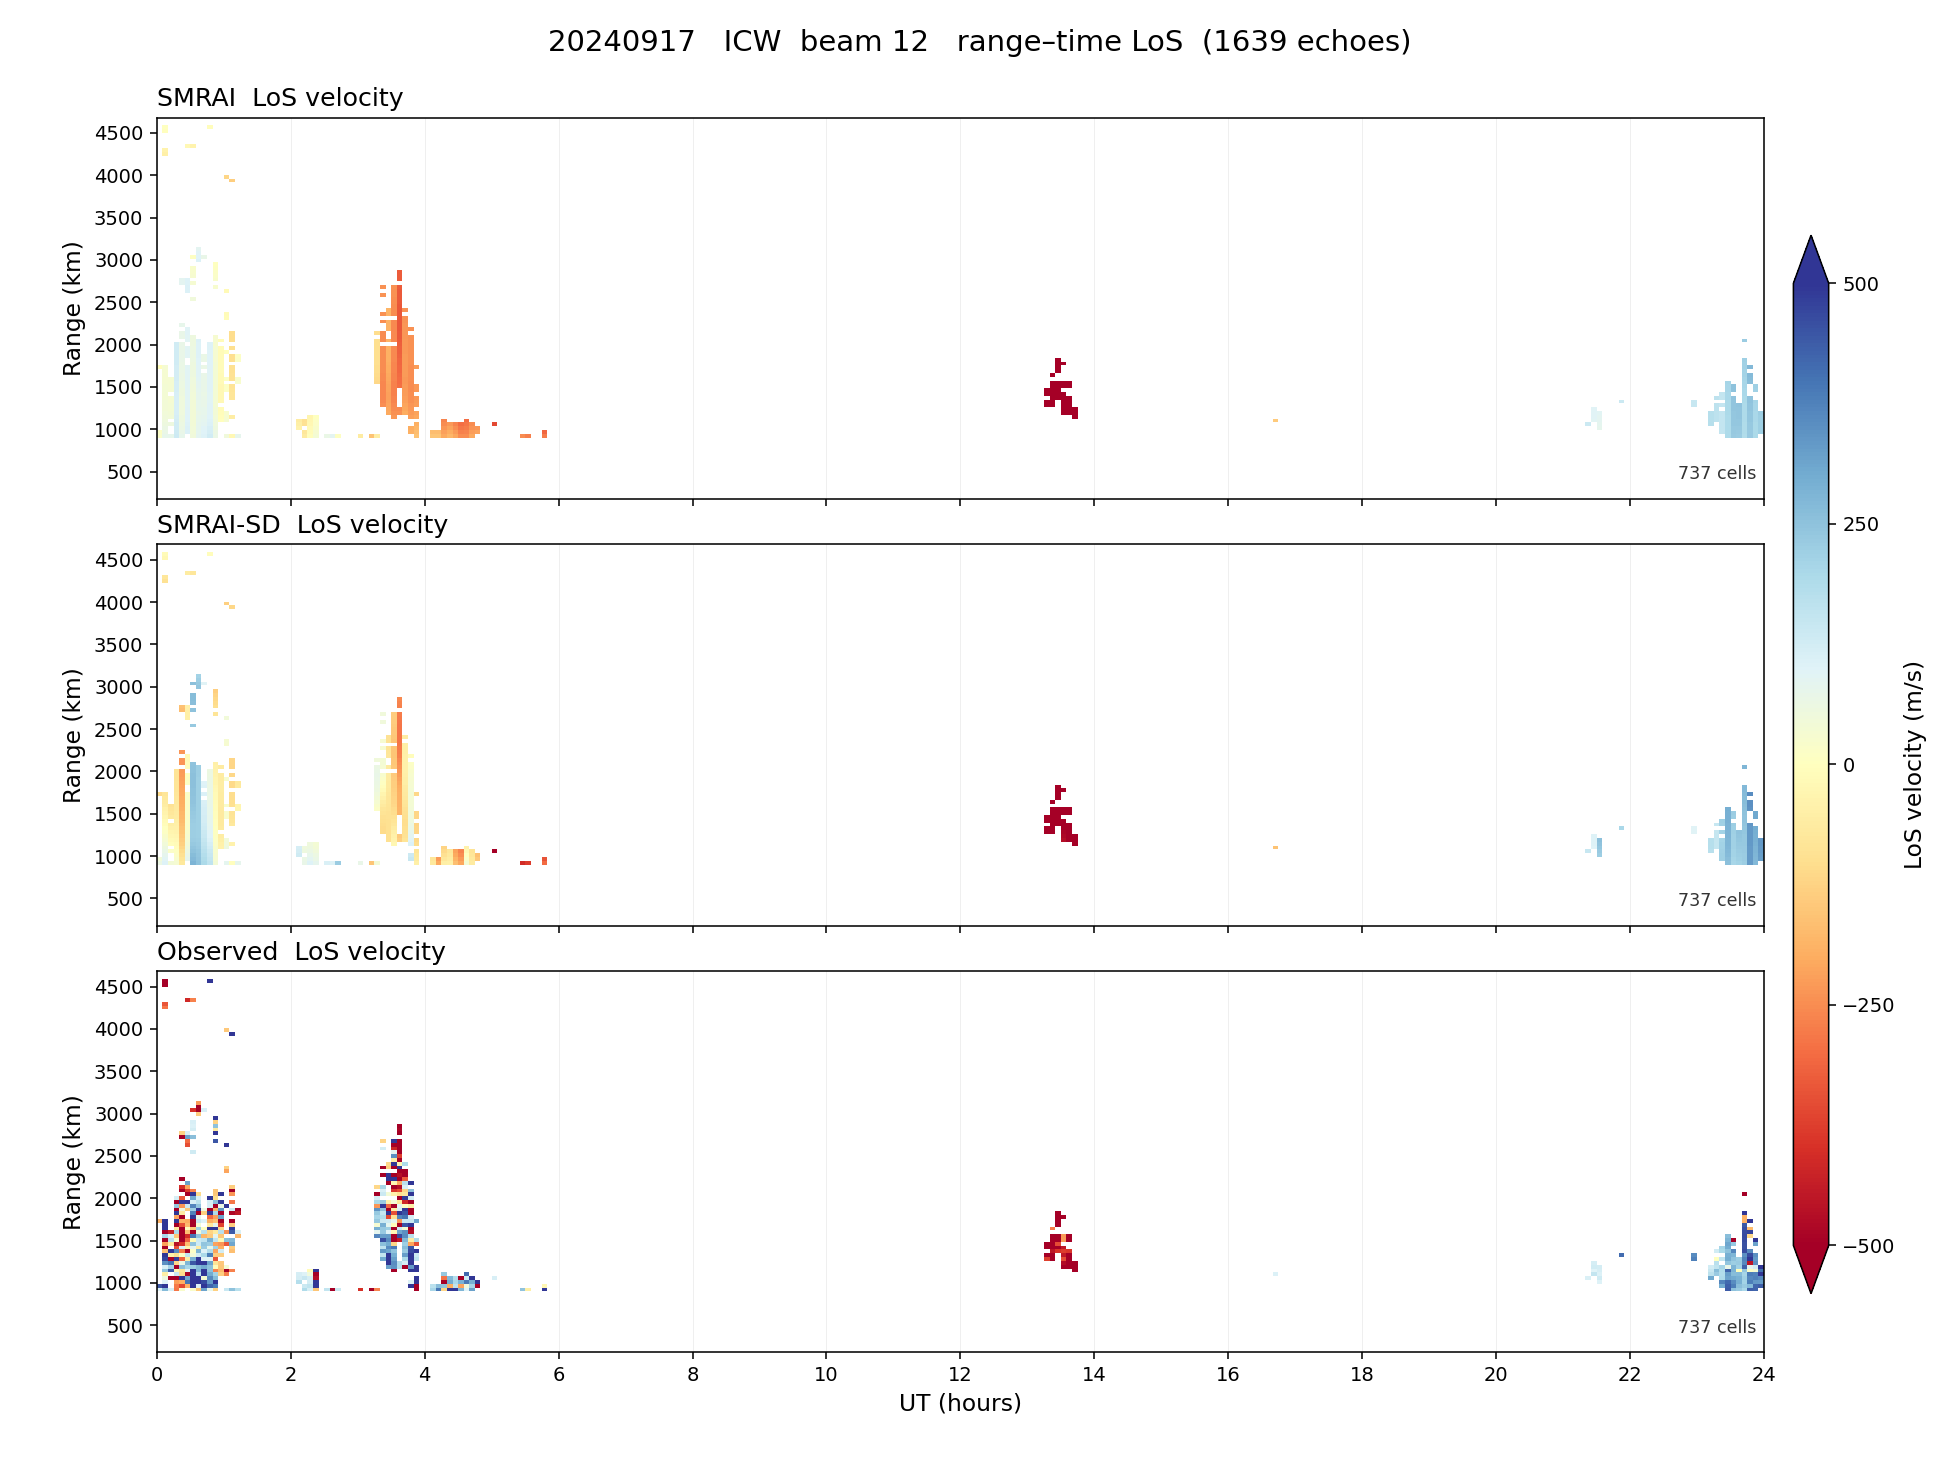 20240917   ICW  beam 12   range–time LoS  (1639 echoes)
SMRAI  LoS velocity
4500
4000
3500
3000
2500
2000
1500
1000
500
Range (km)
737 cells
SMRAI-SD  LoS velocity
4500
4000
3500
3000
2500
2000
1500
1000
500
Range (km)
737 cells
Observed  LoS velocity
4500
4000
3500
3000
2500
2000
1500
1000
500
Range (km)
737 cells
0 2 4 6 8 10 12 14 16 18 20 22 24
UT (hours)
500
250
0
−250
−500
LoS velocity (m/s)